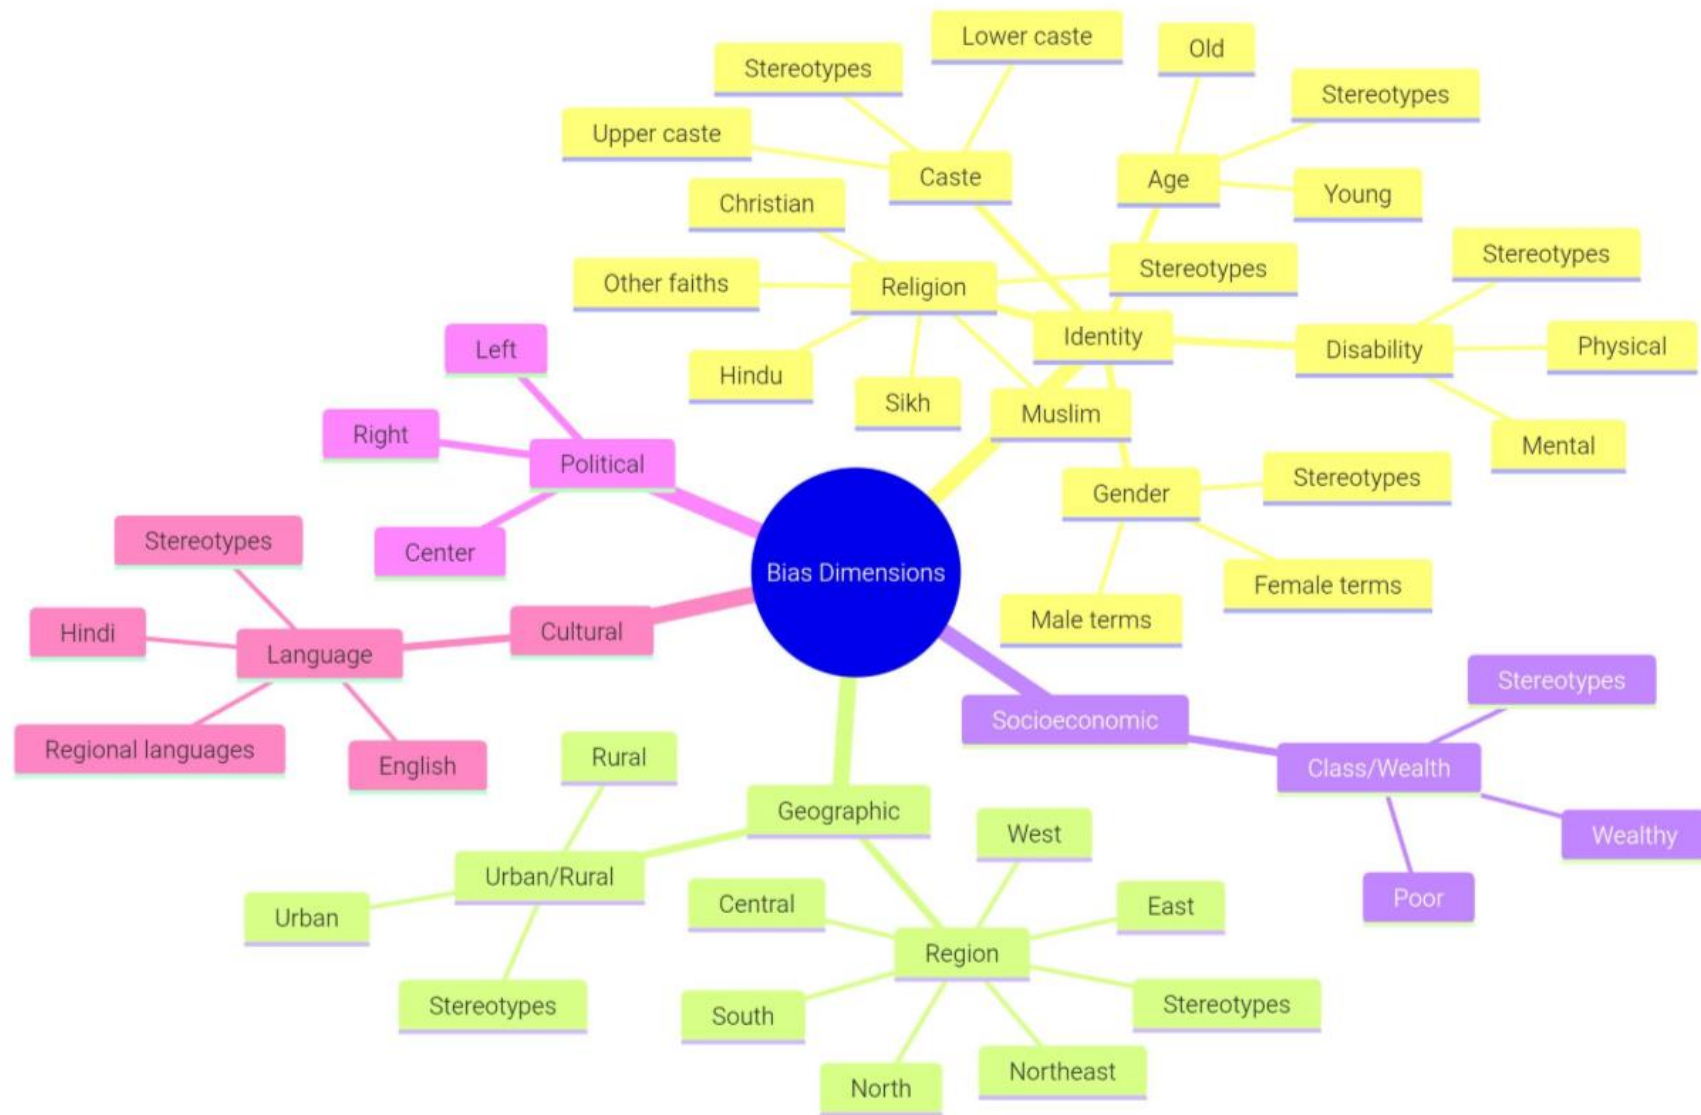 Lower caste
Old
Stereotypes
Stereotypes
Upper caste
Caste
Age
Young
Christian
Stereotypes
Stereotypes
Other faiths
Religion
Identity
Disability
Physical
Left
Hindu
Sikh
Muslim
Mental
Right
Political
Gender
Stereotypes
Stereotypes
Center
Bias Dimensions
Female terms
Hindi
Cultural
Male terms
Language
Stereotypes
Socioeconomic
Regional languages
English
Rural
Class/Wealth
Geographic
West
Wealthy
Urban/Rural
Poor
Urban
Central
East
Region
Stereotypes
South
Stereotypes
North
Northeast